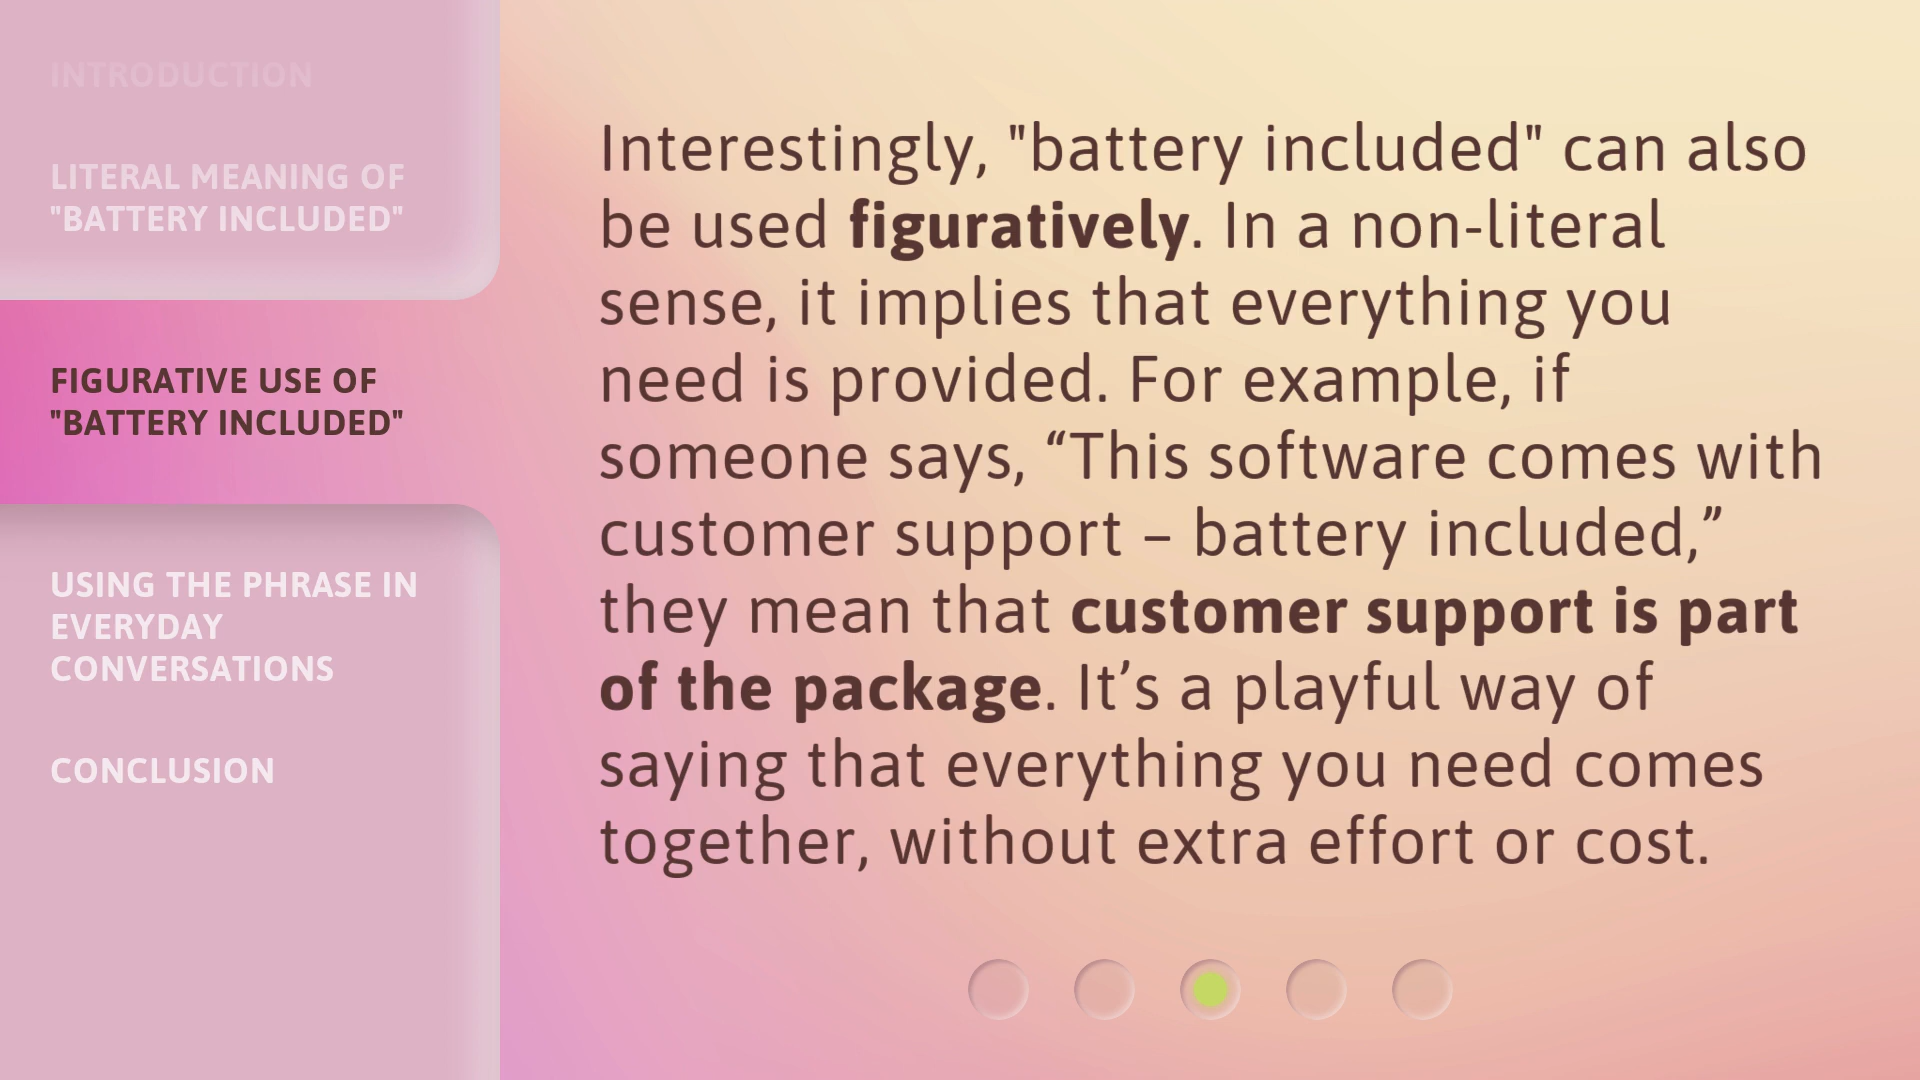 INTRODUCTION
LITERAL MEANING OF
"BATTERY INCLUDED"
FIGURATIVE USE OF
"BATTERY INCLUDED"
USING THE PHRASE IN
EVERYDAY
CONVERSATIONS
CONCLUSION
Interestingly, "battery included" can also
be used figuratively. In a non-literal
sense, it implies that everything you
need is provided. For example, if
someone says, “This software comes with
customer support – battery included,”
they mean that customer support is part
of the package. It’s a playful way of
saying that everything you need comes
together, without extra effort or cost.